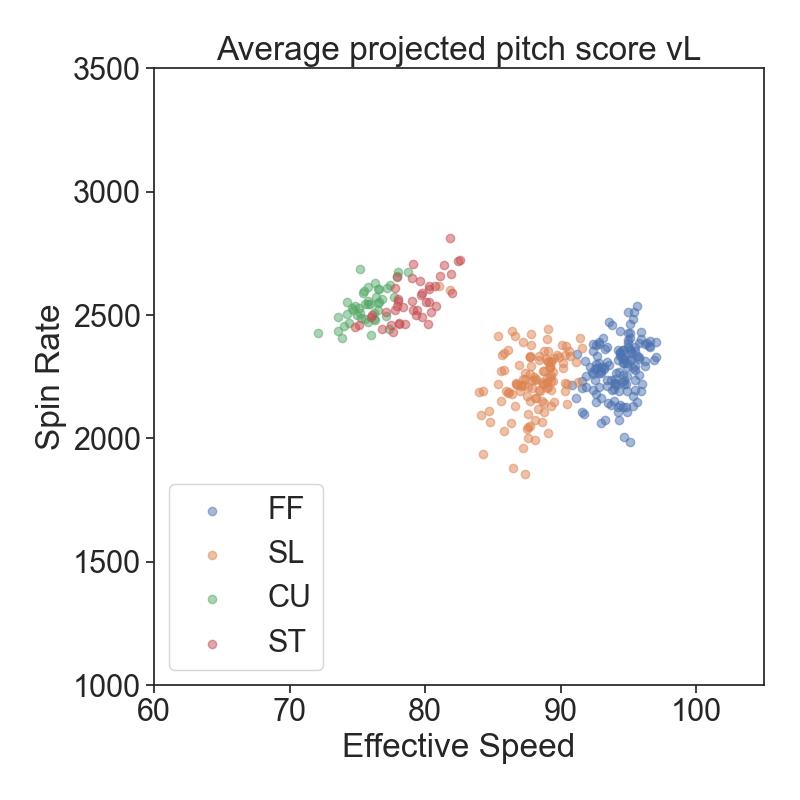 Average projected pitch score vL
3500
3000
2500
2000
1500
1000
Spin Rate
FF
SL
CU
ST
60 70 80 90 100
Effective Speed